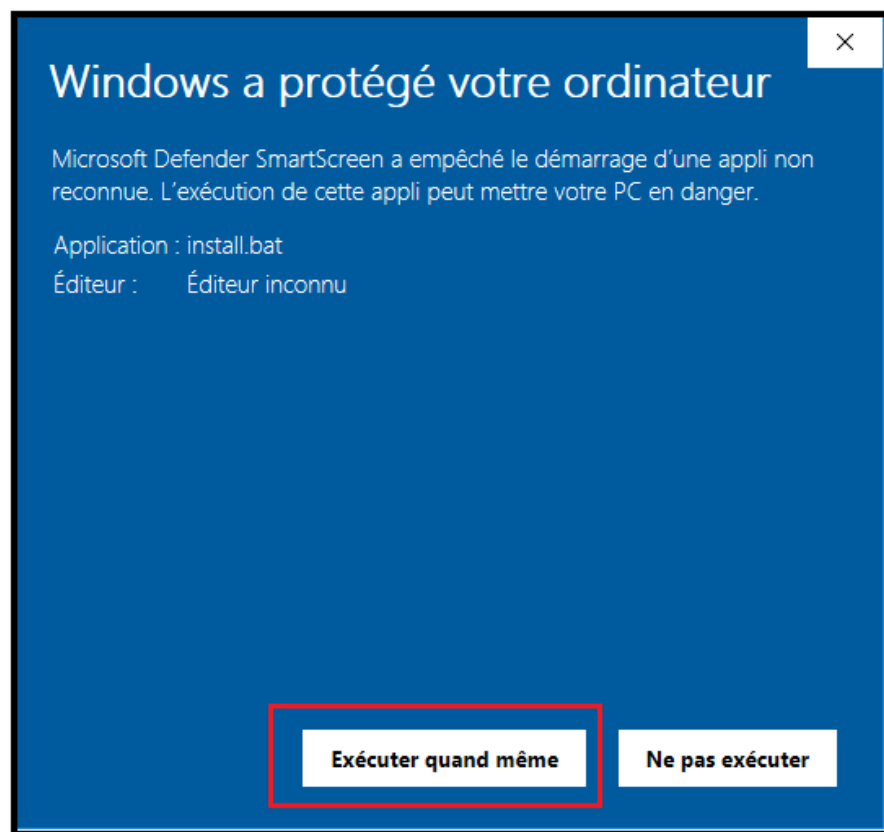 Windows a protégé votre ordinateur
Microsoft Defender SmartScreen a empêché le démarrage d’une appli non
reconnue. L’exécution de cette appli peut mettre votre PC en danger.
Application : install.bat
Éditeur : Éditeur inconnu
Exécuter quand même Ne pas exécuter